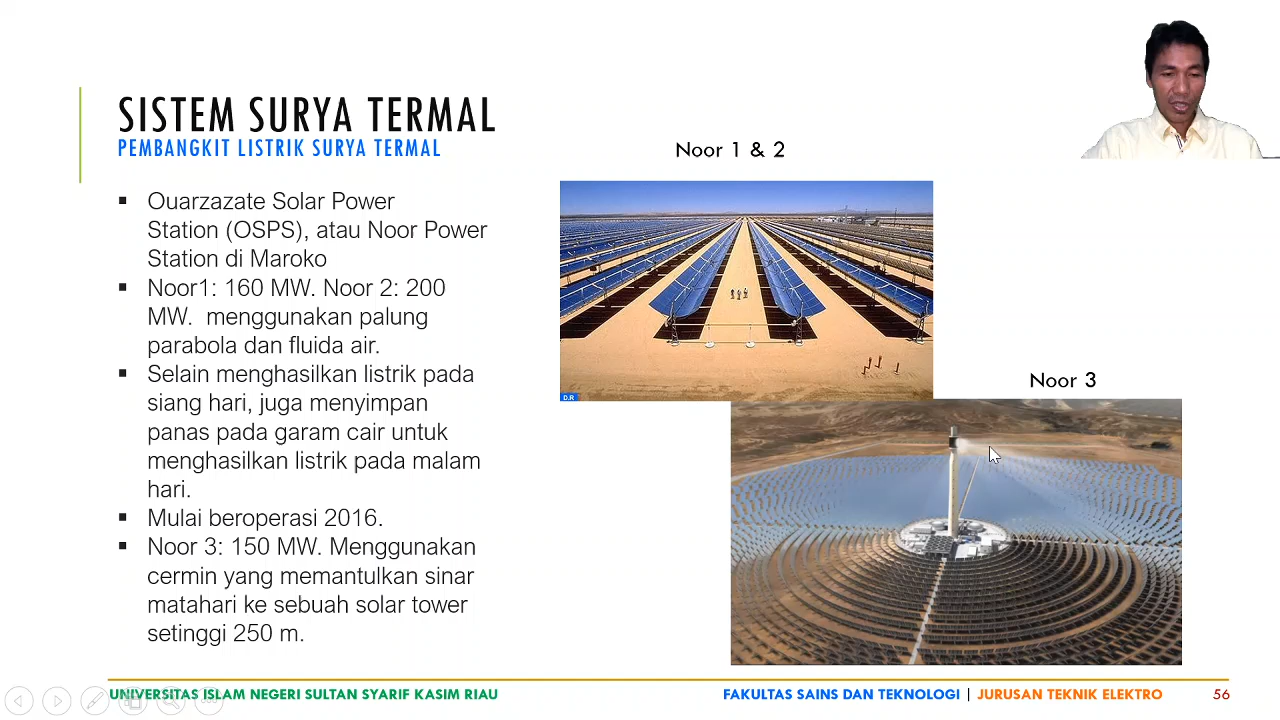 SISTEM SURYA TERMAL
PEMBANGKIT LISTRIK SURYA TERMAL
▪ Ouarzazate Solar Power
Station (OSPS), atau Noor Power
Station di Maroko
▪ Noor1: 160 MW. Noor 2: 200
MW.  menggunakan palung
parabola dan fluida air.
▪ Selain menghasilkan listrik pada
siang hari, juga menyimpan
panas pada garam cair untuk
menghasilkan listrik pada malam
hari.
▪ Mulai beroperasi 2016.
▪ Noor 3: 150 MW. Menggunakan
cermin yang memantulkan sinar
matahari ke sebuah solar tower
setinggi 250 m.
Noor 1 & 2
D.R
Noor 3
UNIVERSITAS ISLAM NEGERI SULTAN SYARIF KASIM RIAU
FAKULTAS SAINS DAN TEKNOLOGI | JURUSAN TEKNIK ELEKTRO
56